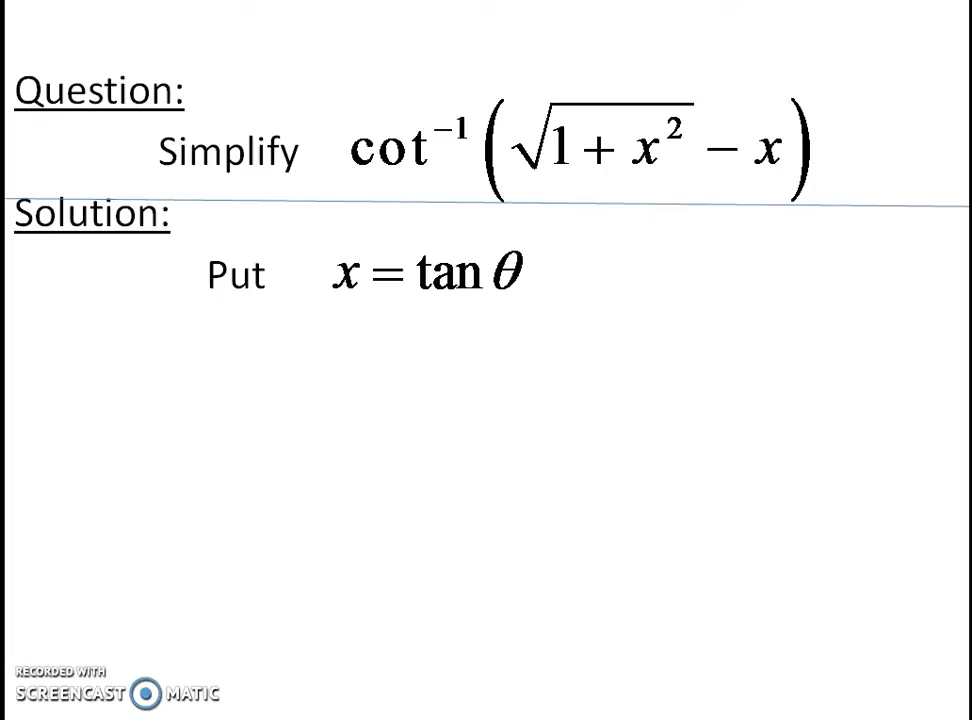 Question:
Simplify cot⁻¹(√(1 + x²) − x)
Solution:
Put x = tan θ
RECORDED WITH
SCREENCAST MATIC